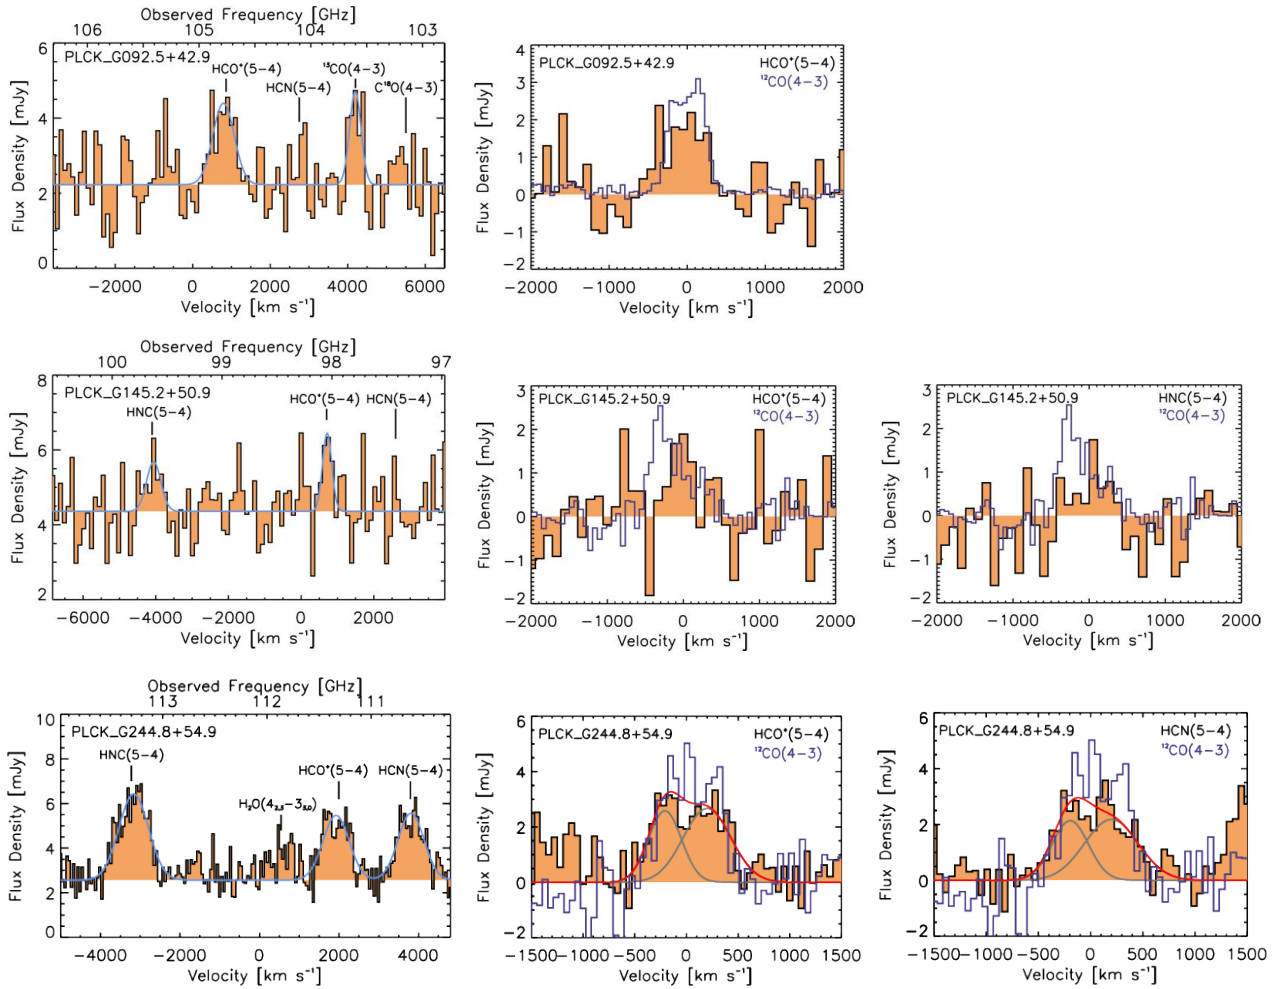 Observed Frequency [GHz]
106 105 104 103
PLCK_G092.5+42.9
HCO⁺(5−4)
¹³CO(4−3)
HCN(5−4)
C¹⁸O(4−3)
Flux Density [mJy]
6
4
2
0
−2000 0 2000 4000 6000
Velocity [km s⁻¹]
PLCK_G092.5+42.9
HCO⁺(5−4)
¹²CO(4−3)
Flux Density [mJy]
4
3
2
1
0
−1
−2
−2000 −1000 0 1000 2000
Velocity [km s⁻¹]
Observed Frequency [GHz]
100 99 98 97
PLCK_G145.2+50.9
HNC(5−4)
HCO⁺(5−4)
HCN(5−4)
Flux Density [mJy]
8
6
4
2
−6000 −4000 −2000 0 2000
Velocity [km s⁻¹]
PLCK_G145.2+50.9
HCO⁺(5−4)
¹²CO(4−3)
Flux Density [mJy]
3
2
1
0
−1
−2
−2000 −1000 0 1000 2000
Velocity [km s⁻¹]
PLCK_G145.2+50.9
HNC(5−4)
¹²CO(4−3)
Flux Density [mJy]
3
2
1
0
−1
−2
−2000 −1000 0 1000 2000
Velocity [km s⁻¹]
Observed Frequency [GHz]
113 112 111
PLCK_G244.8+54.9
HNC(5−4)
HCO⁺(5−4)
HCN(5−4)
Flux Density [mJy]
10
8
6
4
2
0
−4000 −2000 0 2000 4000
Velocity [km s⁻¹]
PLCK_G244.8+54.9
HCO⁺(5−4)
¹²CO(4−3)
Flux Density [mJy]
6
4
2
0
−2
−1500 −1000 −500 0 500 1000 1500
Velocity [km s⁻¹]
PLCK_G244.8+54.9
HCN(5−4)
¹²CO(4−3)
Flux Density [mJy]
6
4
2
0
−2
−1500 −1000 −500 0 500 1000 1500
Velocity [km s⁻¹]